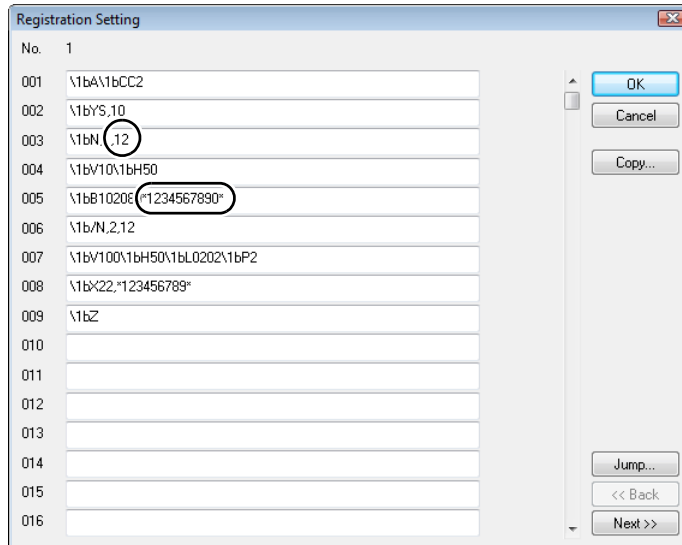 Registration Setting
No. 1
001 \1bA\1bCC2
002 \1bYS,10
003 \1bN, ,12
004 \1bV10\1bH50
005 \1bB10208 *1234567890*
006 \1b/N,2,12
007 \1bV100\1bH50\1bL0202\1bP2
008 \1bX22,*123456789*
009 \1bZ
010
011
012
013
014
015
016
OK
Cancel
Copy...
Jump...
<< Back
Next >>